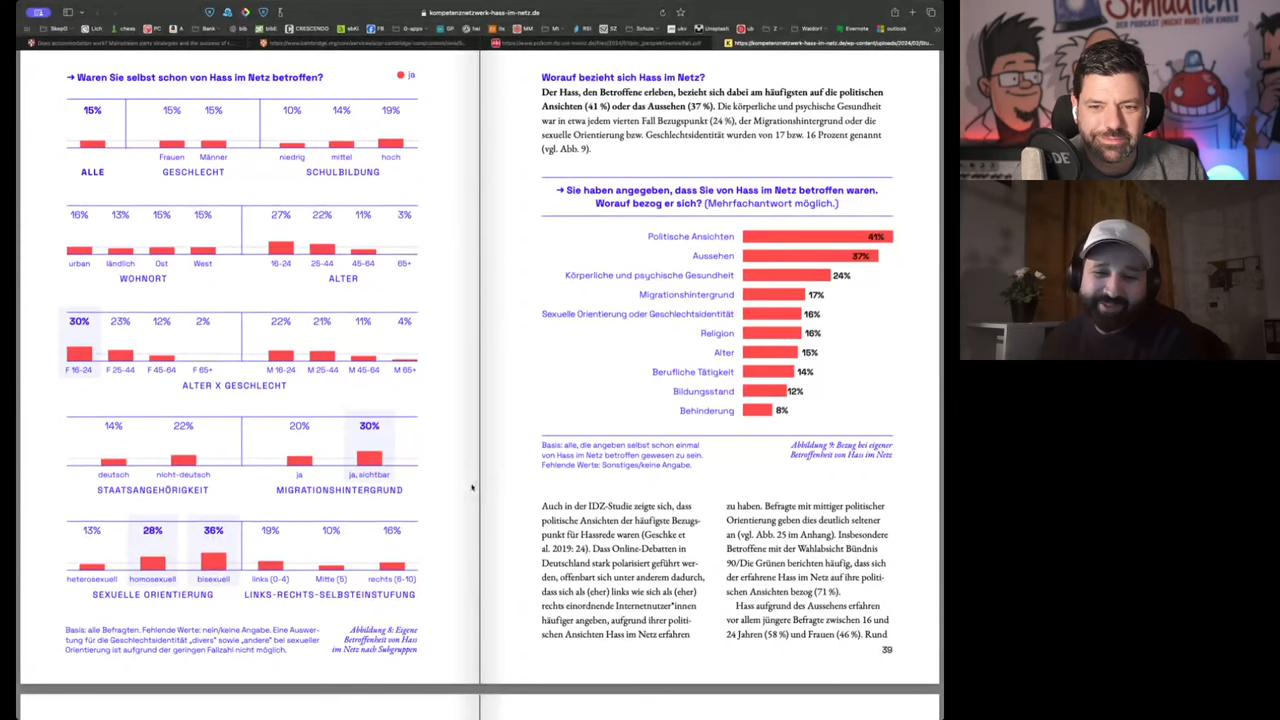 kompetenznetzwerk-hass-im-netz.de
→ Waren Sie selbst schon von Hass im Netz betroffen?
ja
15% 15% 15% 10% 14% 19%
Frauen Männer niedrig mittel hoch
ALLE GESCHLECHT SCHULBILDUNG
16% 13% 15% 15% 27% 22% 11% 3%
urban ländlich Ost West 16-24 25-44 45-64 65+
WOHNORT ALTER
30% 23% 12% 2% 22% 21% 11% 4%
F 16-24 F 25-44 F 45-64 F 65+ M 16-24 M 25-44 M 45-64 M 65+
ALTER X GESCHLECHT
14% 22% 20% 30%
deutsch nicht-deutsch ja ja, sichtbar
STAATSANGEHÖRIGKEIT MIGRATIONSHINTERGRUND
13% 28% 36% 19% 10% 16%
heterosexuell homosexuell bisexuell links (0-4) Mitte (5) rechts (6-10)
SEXUELLE ORIENTIERUNG LINKS-RECHTS-SELBSTEINSTUFUNG
Basis: alle Befragten. Fehlende Werte: nein/keine Angabe. Eine Auswer-
tung für die Geschlechtsidentität „divers“ sowie „andere“ bei sexueller
Orientierung ist aufgrund der geringen Fallzahl nicht möglich.
Abbildung 8: Eigene
Betroffenheit von Hass
im Netz nach Subgruppen
Worauf bezieht sich Hass im Netz?
Der Hass, den Betroffene erleben, bezieht sich dabei am häufigsten auf die politischen
Ansichten (41 %) oder das Aussehen (37 %). Die körperliche und psychische Gesundheit
war in etwa jedem vierten Fall Bezugspunkt (24 %), der Migrationshintergrund oder die
sexuelle Orientierung bzw. Geschlechtsidentität wurden von 17 bzw. 16 Prozent genannt
(vgl. Abb. 9).
→ Sie haben angegeben, dass Sie von Hass im Netz betroffen waren.
Worauf bezog er sich? (Mehrfachantwort möglich.)
Politische Ansichten 41%
Aussehen 37%
Körperliche und psychische Gesundheit 24%
Migrationshintergrund 17%
Sexuelle Orientierung oder Geschlechtsidentität 16%
Religion 16%
Alter 15%
Berufliche Tätigkeit 14%
Bildungsstand 12%
Behinderung 8%
Basis: alle, die angeben selbst schon einmal
von Hass im Netz betroffen gewesen zu sein.
Fehlende Werte: Sonstiges/keine Angabe.
Abbildung 9: Bezug bei eigener
Betroffenheit von Hass im Netz
Auch in der IDZ-Studie zeigte sich, dass
politische Ansichten der häufigste Bezugs-
punkt für Hassrede waren (Geschke et
al. 2019: 24). Dass Online-Debatten in
Deutschland stark polarisiert geführt wer-
den, offenbart sich unter anderem dadurch,
dass sich als (eher) links wie sich als (eher)
rechts einordnende Internetnutzer*innen
häufiger angeben, aufgrund ihrer politi-
schen Ansichten Hass im Netz erfahren
zu haben. Befragte mit mittiger politischer
Orientierung geben dies deutlich seltener
an (vgl. Abb. 25 im Anhang). Insbesondere
Betroffene mit der Wahlabsicht Bündnis
90/Die Grünen berichten häufig, dass sich
der erfahrene Hass im Netz auf ihre politi-
schen Ansichten bezog (71 %).
Hass aufgrund des Aussehens erfahren
vor allem jüngere Befragte zwischen 16 und
24 Jahren (58 %) und Frauen (46 %). Rund
39
DER PODCAST (NICHT NUR) FÜR KINDER